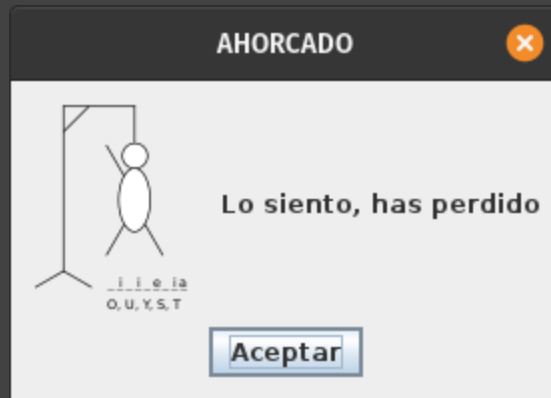 AHORCADO
Lo siento, has perdido
_i_i_e_ia
O, U, Y, S, T
Aceptar